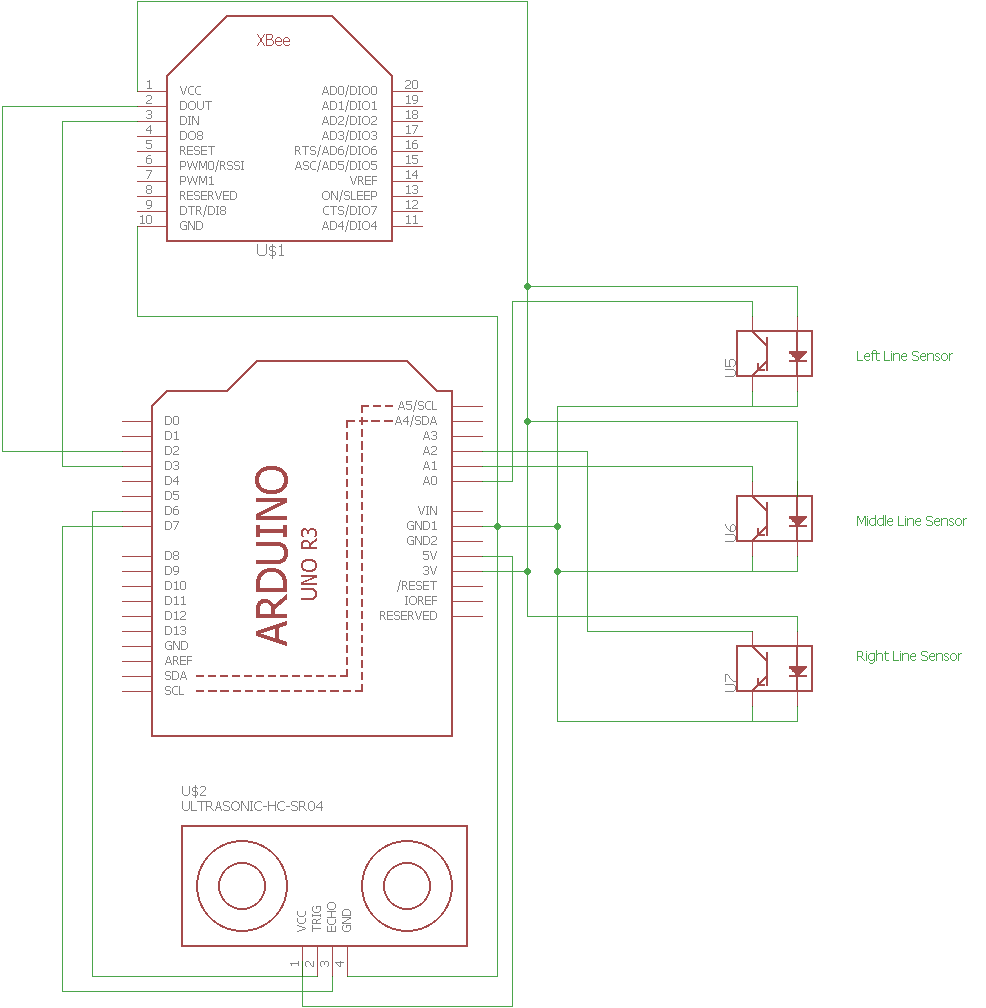 XBee
1 VCC AD0/DIO0 20
2 DOUT AD1/DIO1 19
3 DIN AD2/DIO2 18
4 DO8 AD3/DIO3 17
5 RESET RTS/AD6/DIO6 16
6 PWM0/RSSI ASC/AD5/DIO5 15
7 PWM1 VREF 14
8 RESERVED ON/SLEEP 13
9 DTR/DI8 CTS/DIO7 12
10 GND AD4/DIO4 11
U$1
U5
Left Line Sensor
A5/SCL
D0 A4/SDA
D1 A3
D2 A2
D3 A1
D4 A0
D5
D6 VIN
D7 GND1
GND2
D8 5V
D9 3V
D10 /RESET
D11 IOREF
D12 RESERVED
D13
GND
AREF
SDA
SCL
ARDUINO
UNO R3
U6
Middle Line Sensor
U7
Right Line Sensor
U$2
ULTRASONIC-HC-SR04
VCC
TRIG
ECHO
GND
1
2
3
4